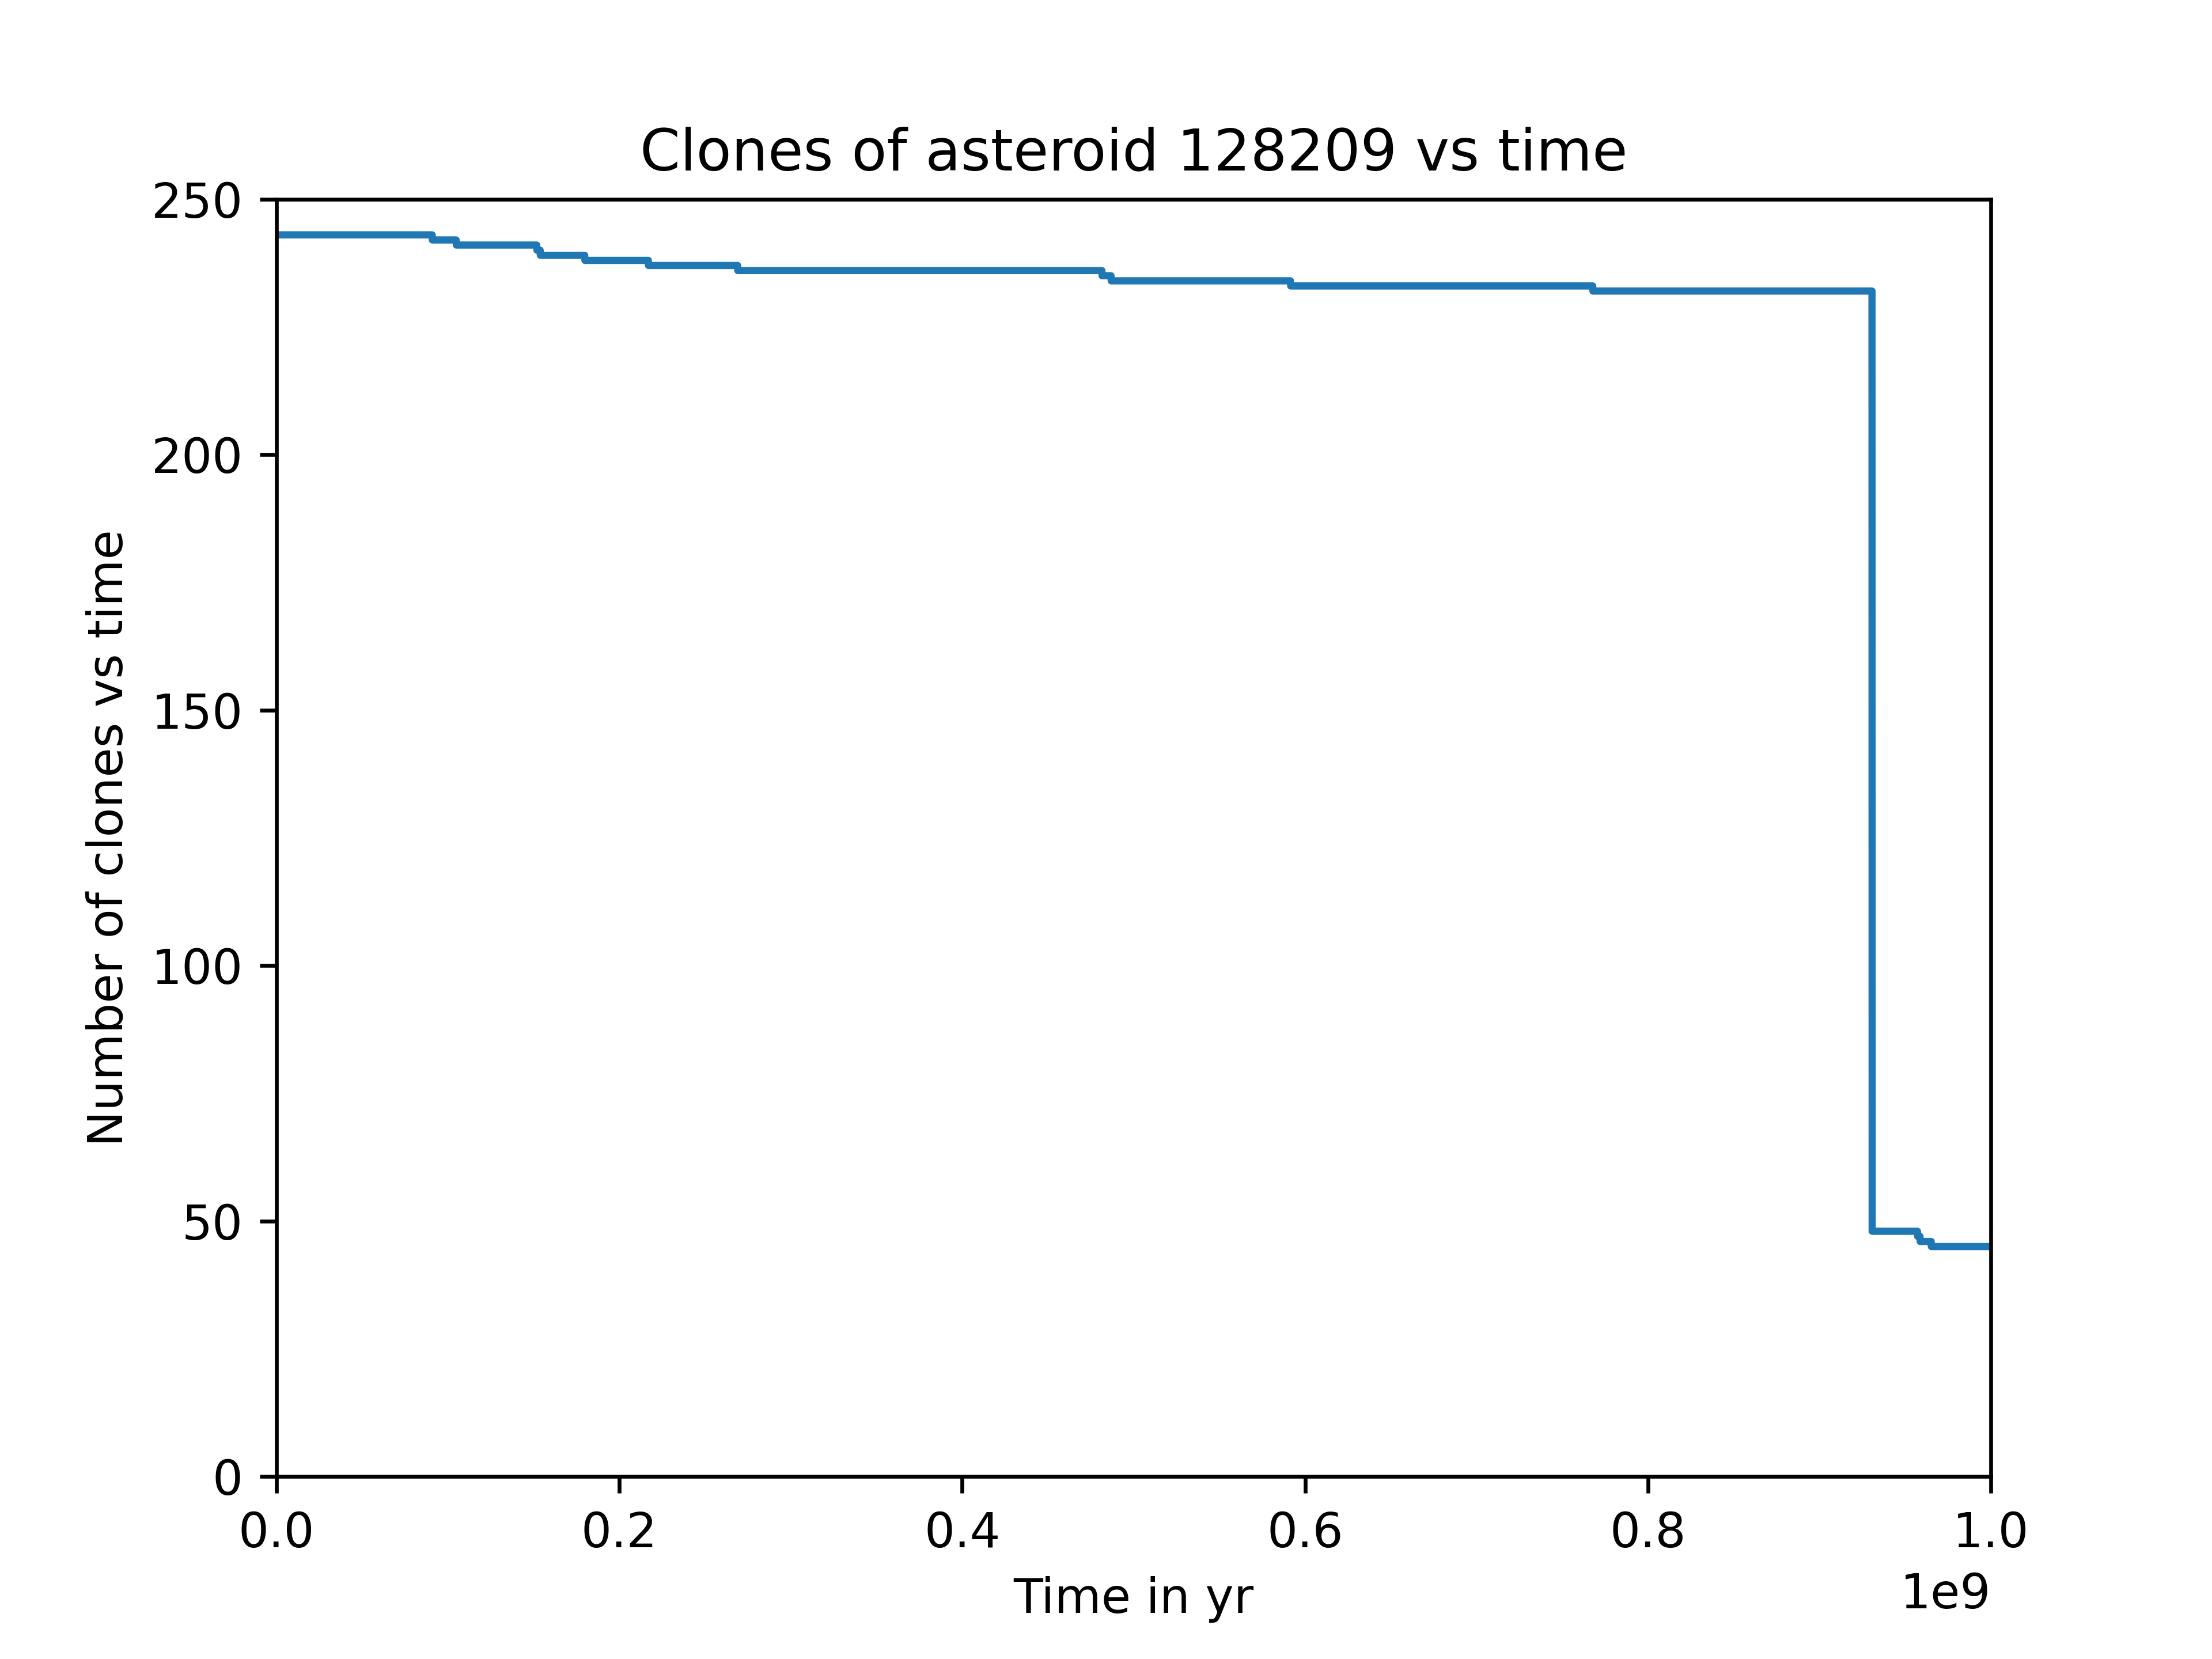 Clones of asteroid 128209 vs time
250
200
150
100
50
0
Number of clones vs time
0.0 0.2 0.4 0.6 0.8 1.0
1e9
Time in yr